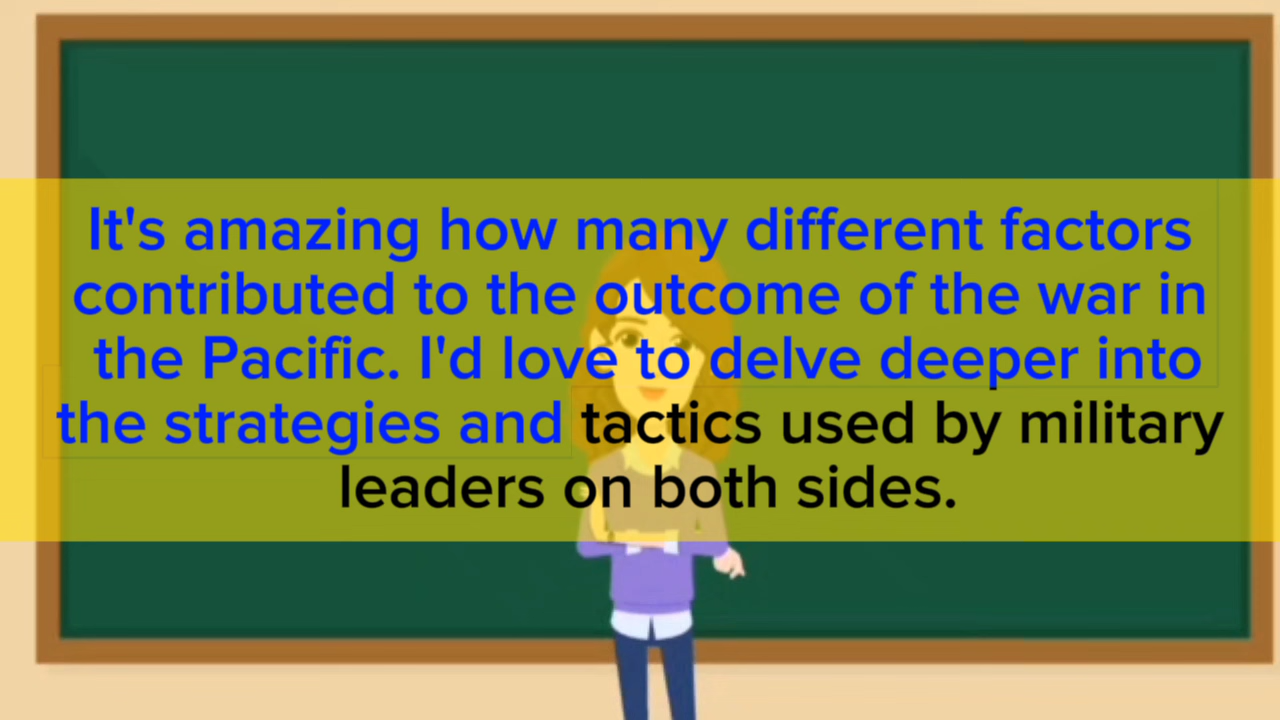 It's amazing how many different factors
contributed to the outcome of the war in
the Pacific. I'd love to delve deeper into
the strategies and tactics used by military
leaders on both sides.